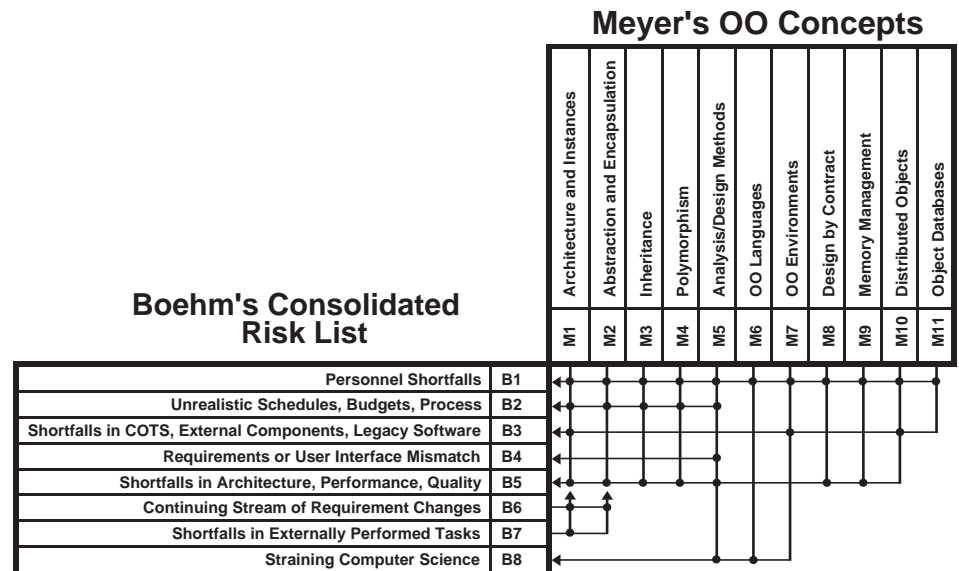 Meyer's OO Concepts
Architecture and Instances
Abstraction and Encapsulation
Inheritance
Polymorphism
Analysis/Design Methods
OO Languages
OO Environments
Design by Contract
Memory Management
Distributed Objects
Object Databases
M1
M2
M3
M4
M5
M6
M7
M8
M9
M10
M11
Boehm's Consolidated
Risk List
Personnel Shortfalls B1
Unrealistic Schedules, Budgets, Process B2
Shortfalls in COTS, External Components, Legacy Software B3
Requirements or User Interface Mismatch B4
Shortfalls in Architecture, Performance, Quality B5
Continuing Stream of Requirement Changes B6
Shortfalls in Externally Performed Tasks B7
Straining Computer Science B8